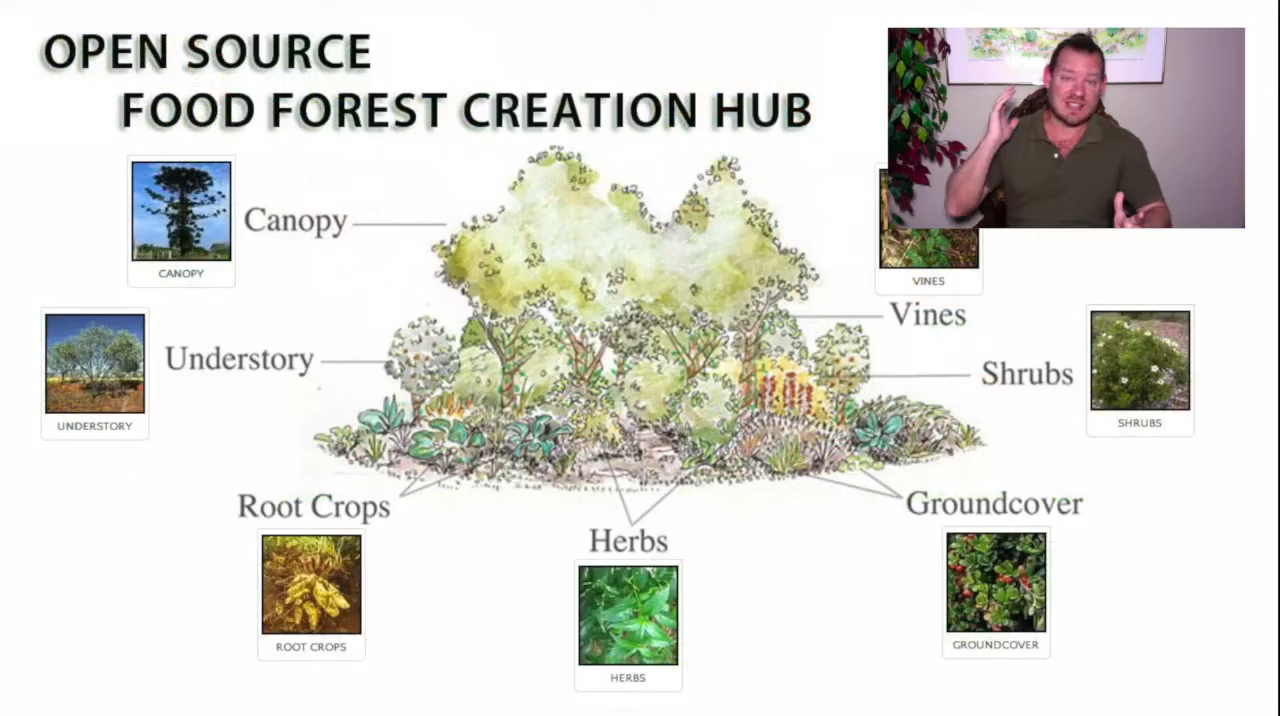 OPEN SOURCE
FOOD FOREST CREATION HUB
Canopy
CANOPY
VINES
Vines
Understory
UNDERSTORY
Shrubs
SHRUBS
Root Crops
ROOT CROPS
Herbs
HERBS
Groundcover
GROUNDCOVER